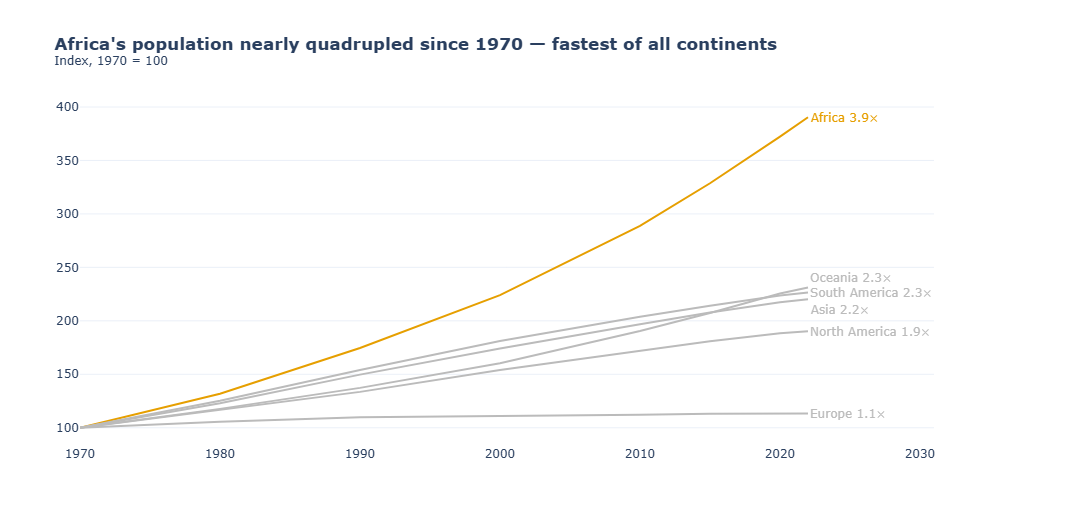 Africa's population nearly quadrupled since 1970 — fastest of all continents
Index, 1970 = 100
400
Africa 3.9×
350
300
250
Oceania 2.3×
South America 2.3×
Asia 2.2×
200
North America 1.9×
150
Europe 1.1×
100
1970 1980 1990 2000 2010 2020 2030